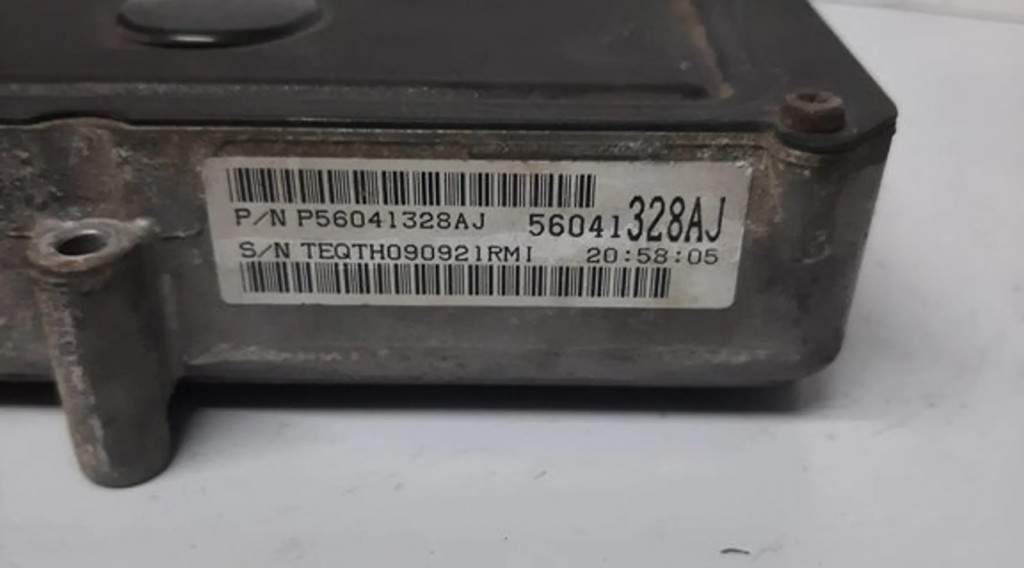 P/N P56041328AJ 56041328AJ
S/N TEQTH090921RMI 20:58:05